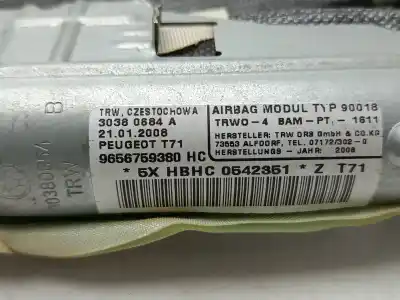 TRW, CZESTOCHOWA
3038 0684 A
21.01.2008
PEUGEOT T71
9656759380 HC
AIRBAG MODUL TYP 90018
TRWO-4 BAM-PT.-1611
HERSTELLER: TRW ORS GmbH & CO.KG
73553 ALFDORF, TEL. 07172/302-0
HERSTELLUNGS - JAHR: 2008
* 5X HBHC 0542351 * Z T71
B
TRW